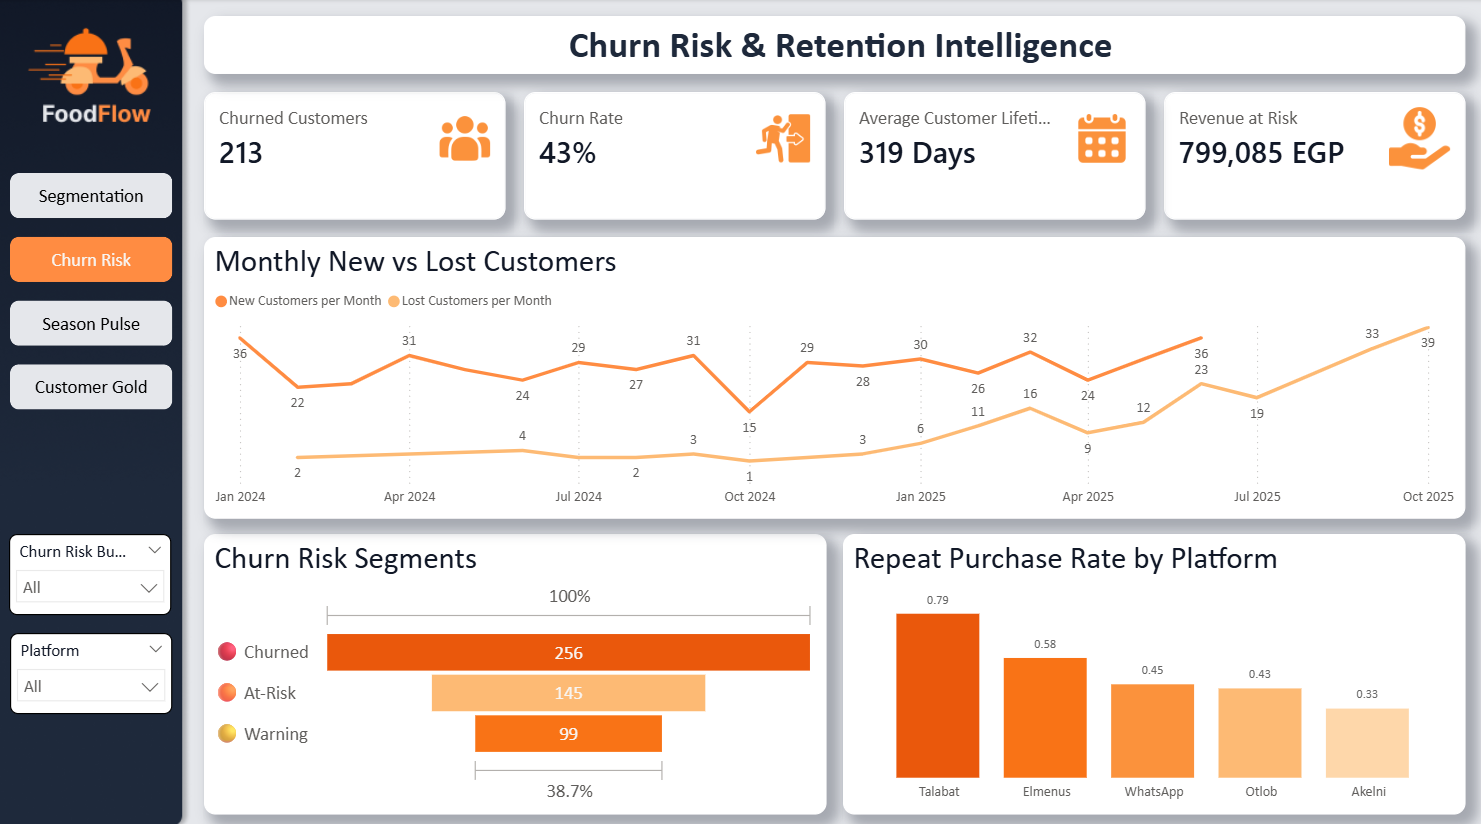 FoodFlow
Segmentation
Churn Risk
Season Pulse
Customer Gold
Churn Risk Bu...
All
Platform
All
Churn Risk & Retention Intelligence
Churned Customers
213
Churn Rate
43%
Average Customer Lifeti...
319 Days
Revenue at Risk
799,085 EGP
$
Monthly New vs Lost Customers
New Customers per Month Lost Customers per Month
36 22 31 24 29 27 31 15 29 28 30 26 32 24 36
2 4 2 3 1 3 6 11 16 9 12 23 19 33 39
Jan 2024 Apr 2024 Jul 2024 Oct 2024 Jan 2025 Apr 2025 Jul 2025 Oct 2025
Churn Risk Segments
100%
Churned 256
At-Risk 145
Warning 99
38.7%
Repeat Purchase Rate by Platform
0.79 0.58 0.45 0.43 0.33
Talabat Elmenus WhatsApp Otlob Akelni